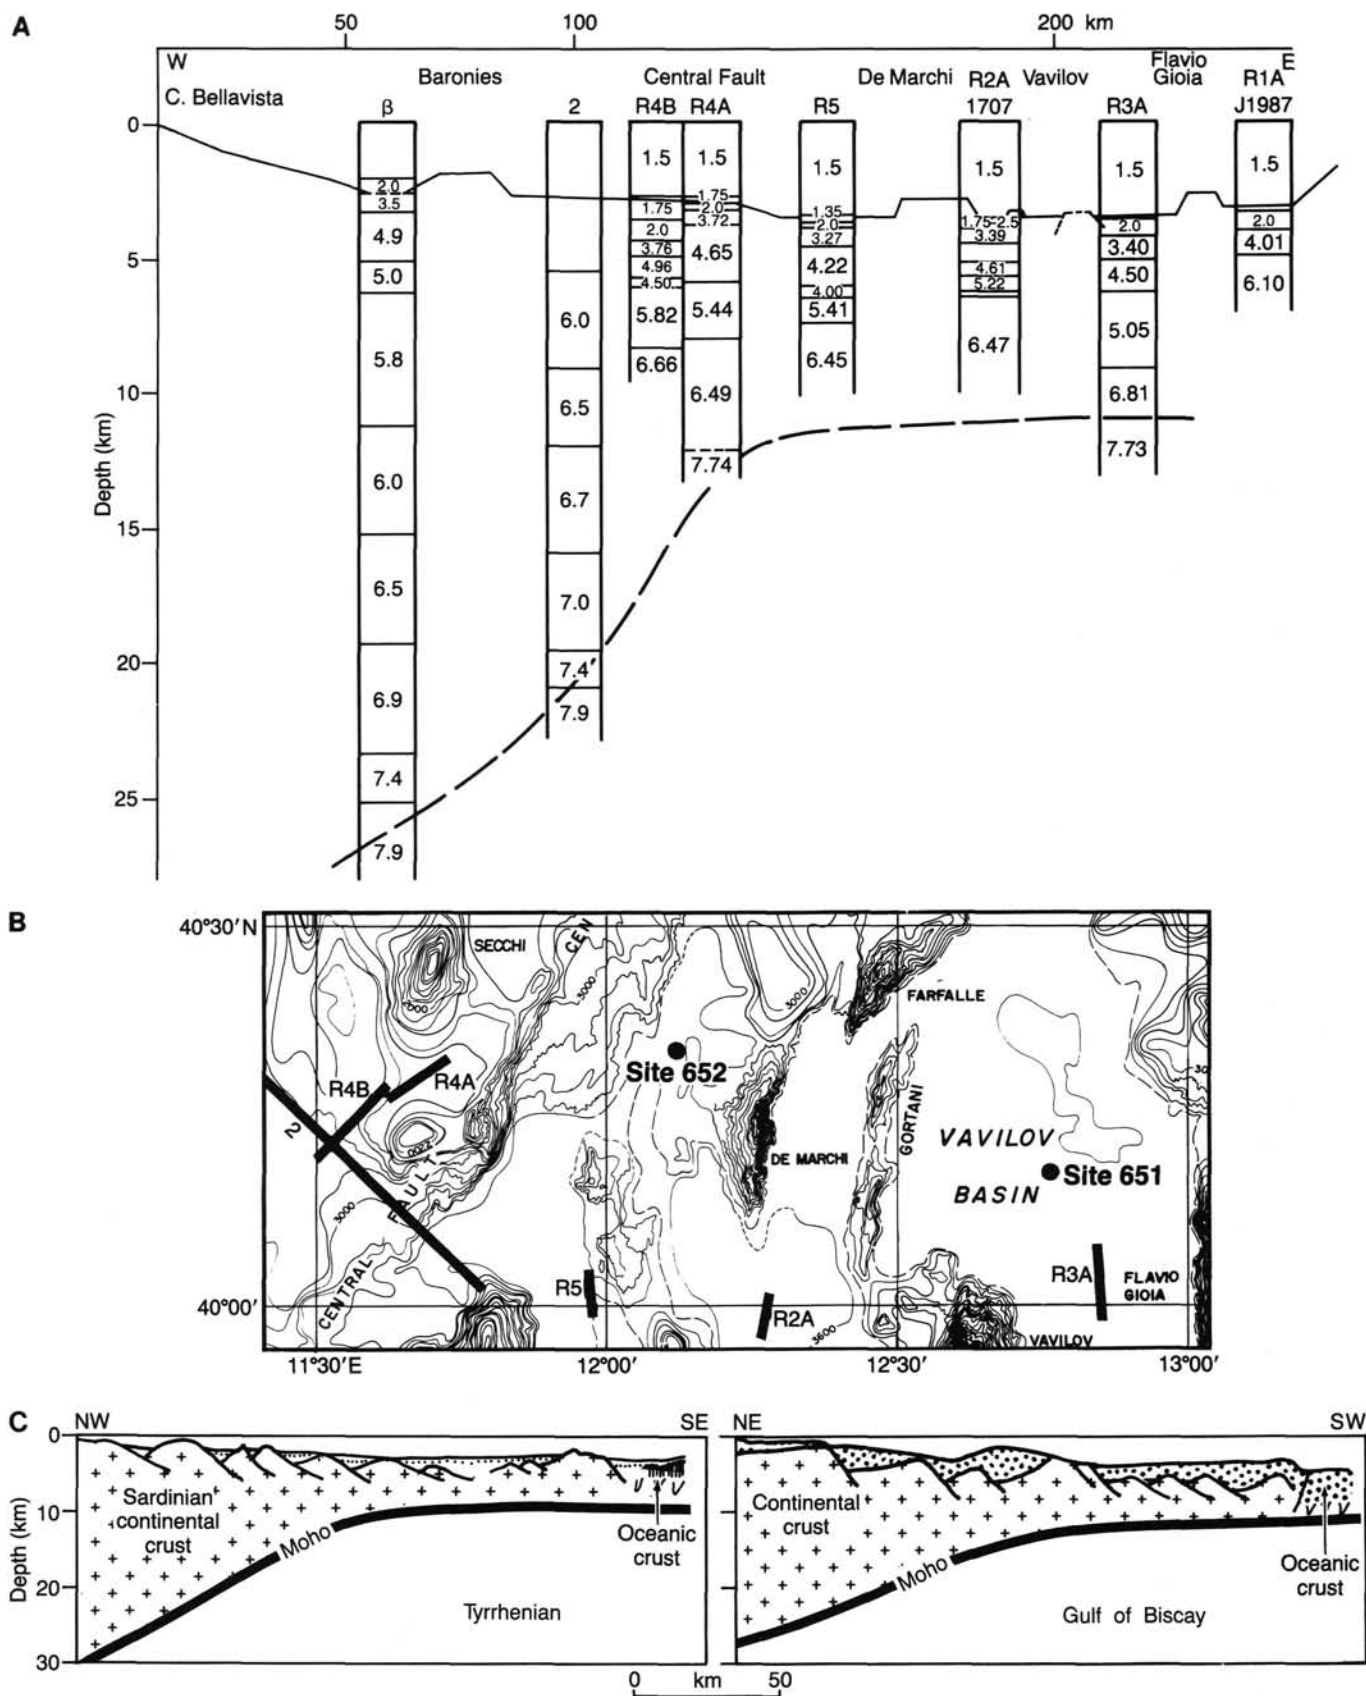 A
50 100 200 km
W Baronies Central Fault De Marchi R2A Vavilov Flavio Gioia E
C. Bellavista β 2 R4B R4A R5 1707 R3A R1A J1987
Depth (km)
0
5
10
15
20
25
2.0
3.5
4.9
5.0
5.8
6.0
6.5
6.9
7.4
7.9
6.0
6.5
6.7
7.0
7.4
7.9
1.5
1.75
2.0
3.76
4.96
4.50
5.82
6.66
1.5
1.75
2.0
3.72
4.65
5.44
6.49
7.74
1.5
1.35
2.0
3.27
4.22
4.00
5.41
6.45
1.5
1.75-2.5
3.39
4.61
5.22
6.47
1.5
2.0
3.40
4.50
5.05
6.81
7.73
1.5
2.0
4.01
6.10
B
40°30' N
SECCHI
CEN
3000
3000
FARFALLE
Site 652
R4B
R4A
2
GORTANI
VAVILOV
BASIN
Site 651
DE MARCHI
3000
CENTRAL FAULT
R5
R2A
R3A
FLAVIO
GIOIA
40°00'
3600
VAVILOV
11°30'E 12°00' 12°30' 13°00'
C
NW SE NE SW
Depth (km)
0
10
20
30
Sardinian
continental
crust
Moho
Oceanic
crust
Tyrrhenian
Continental
crust
Moho
Oceanic
crust
Gulf of Biscay
0 km 50